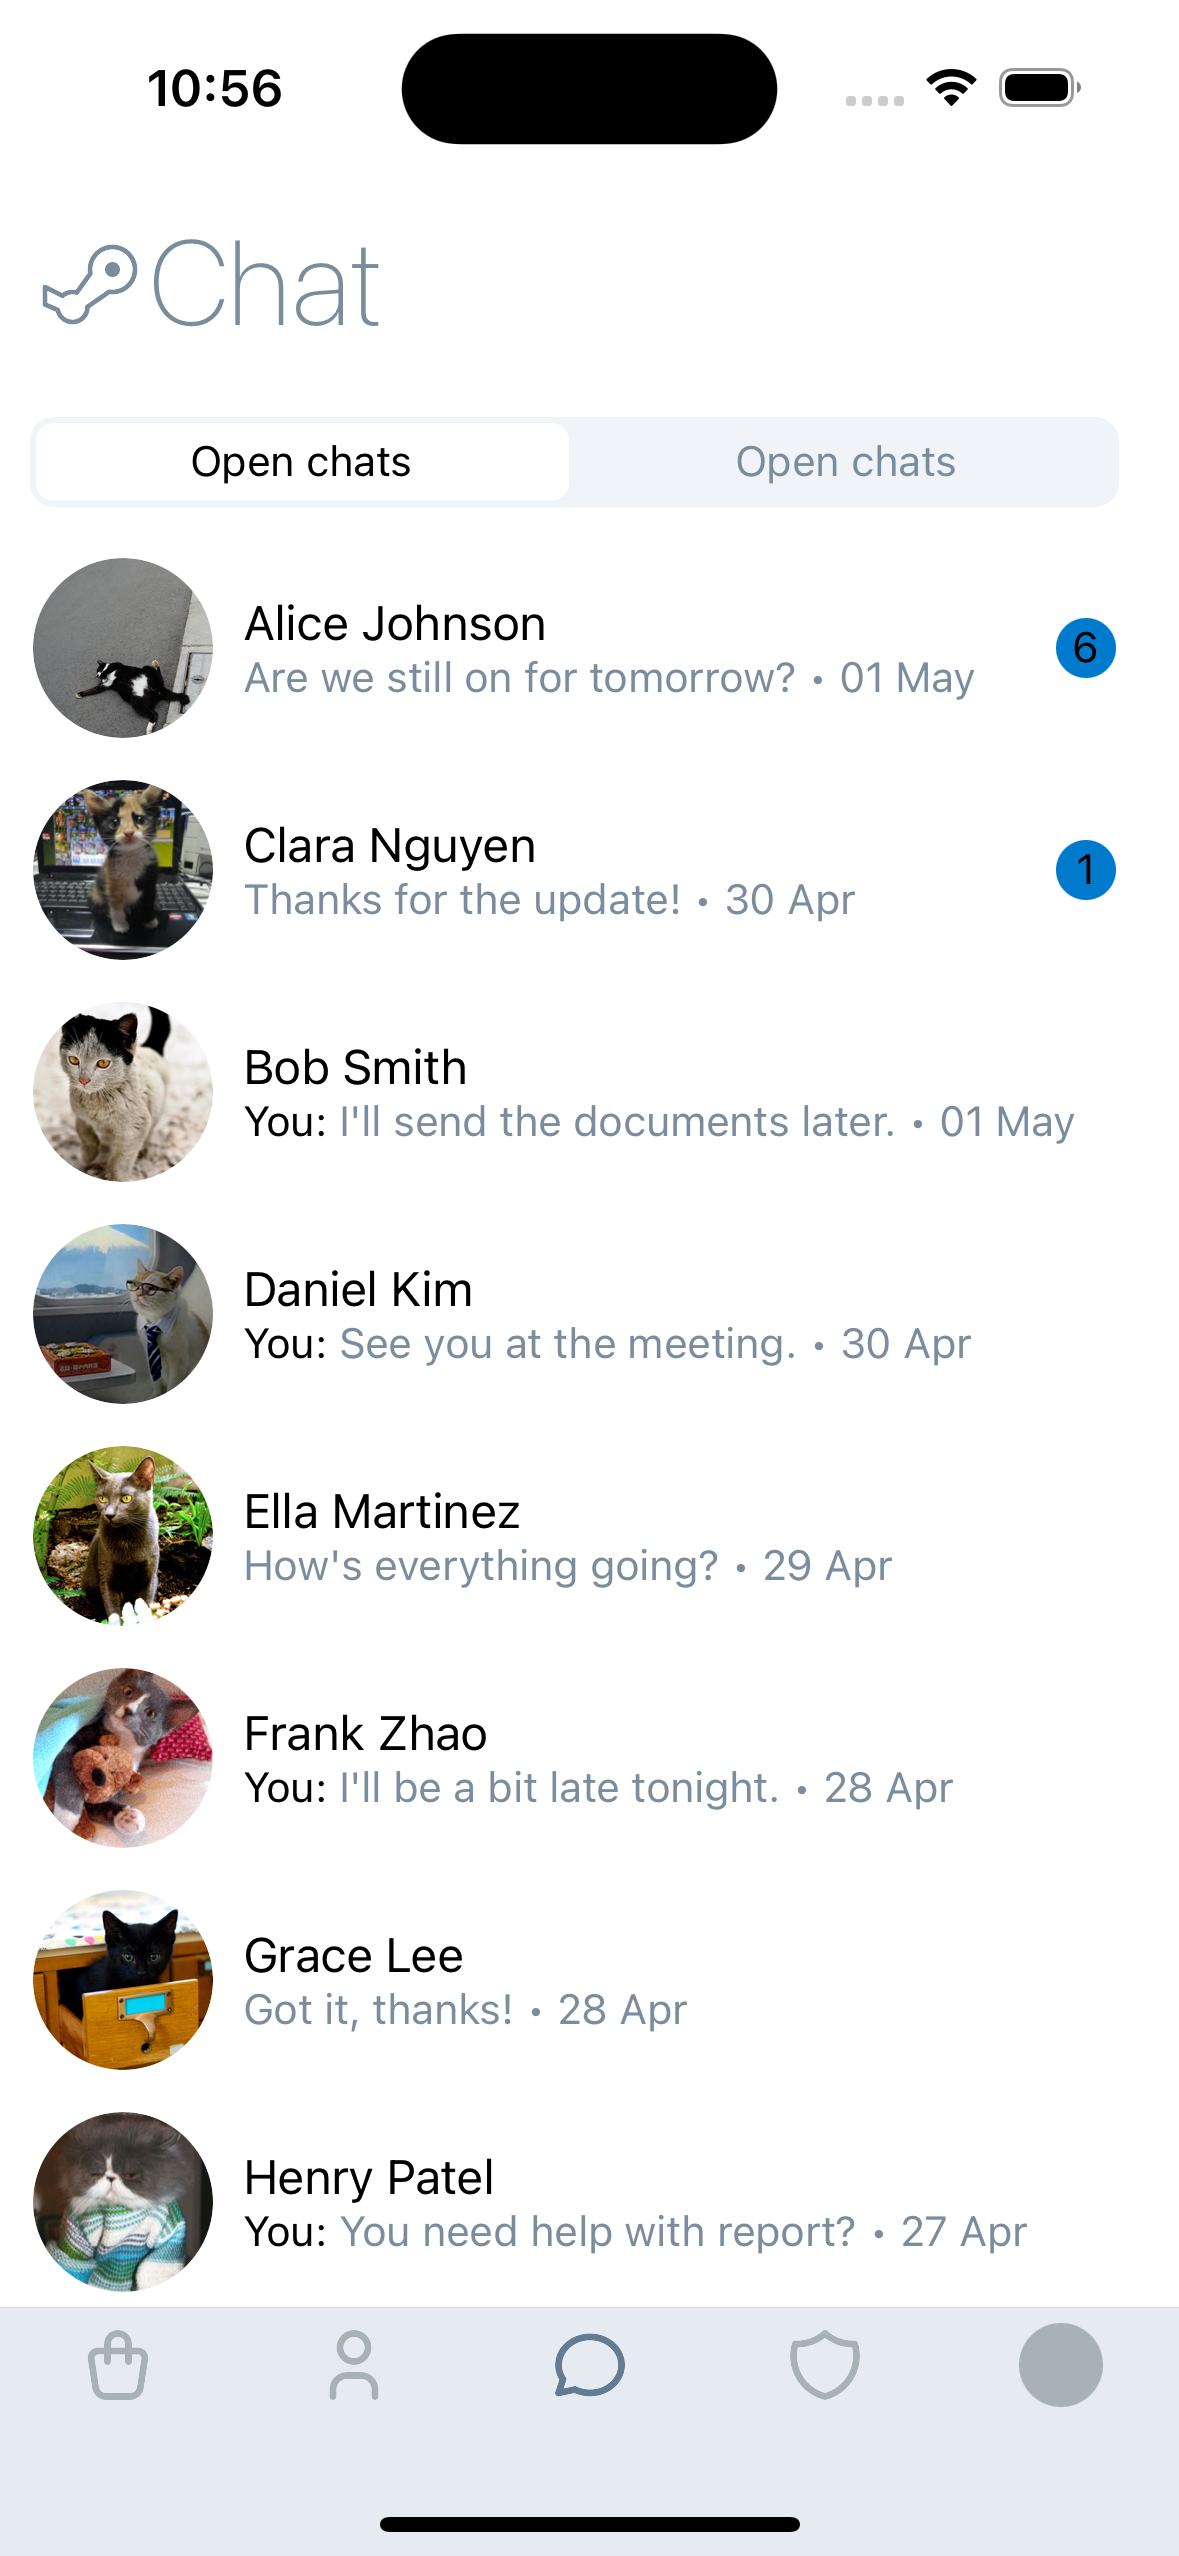 10:56
Chat
Open chats Open chats
Alice Johnson
Are we still on for tomorrow? • 01 May
6
Clara Nguyen
Thanks for the update! • 30 Apr
1
Bob Smith
You: I'll send the documents later. • 01 May
Daniel Kim
You: See you at the meeting. • 30 Apr
Ella Martinez
How's everything going? • 29 Apr
Frank Zhao
You: I'll be a bit late tonight. • 28 Apr
Grace Lee
Got it, thanks! • 28 Apr
Henry Patel
You: You need help with report? • 27 Apr